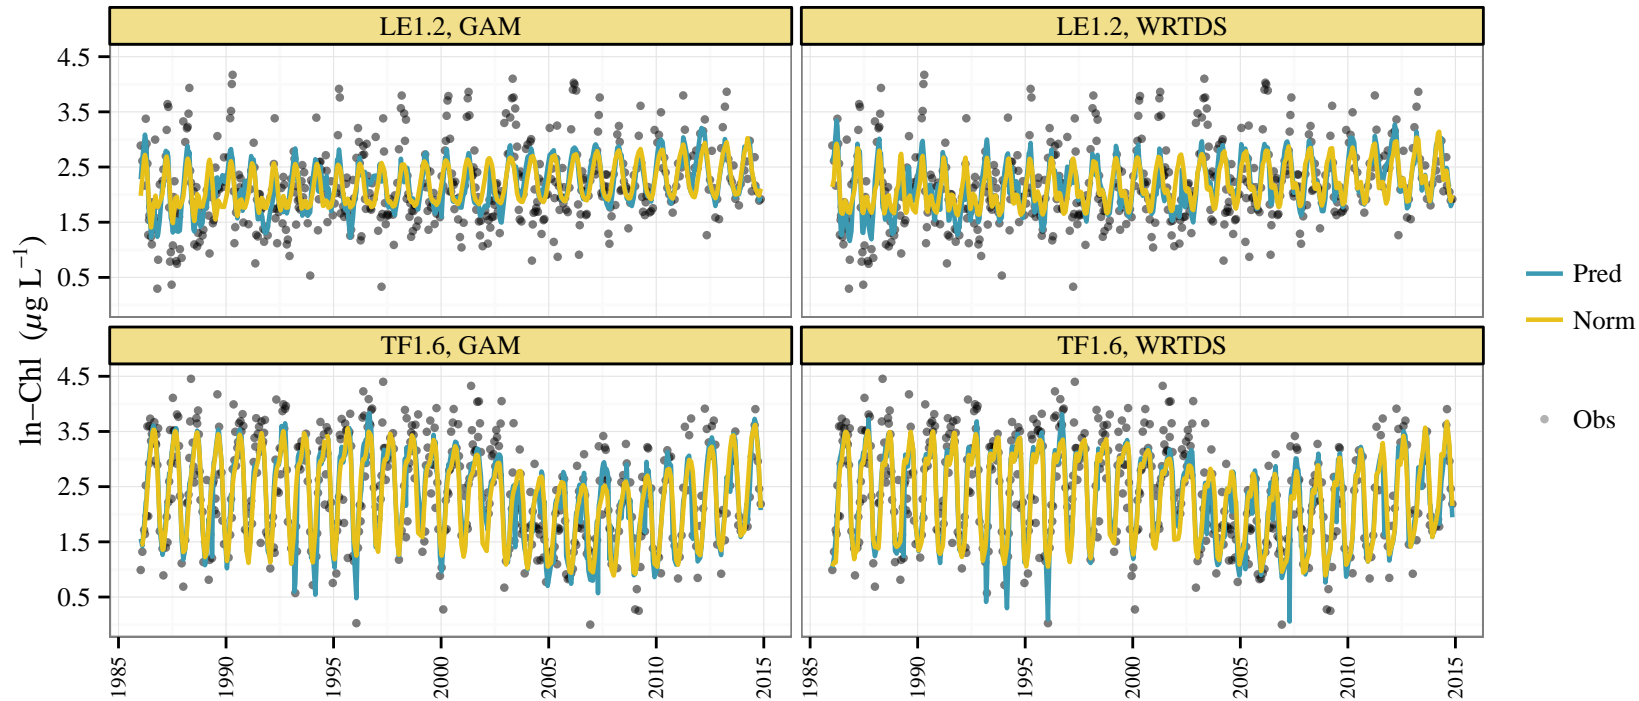 LE1.2, GAM
LE1.2, WRTDS
4.5
3.5
2.5
1.5
0.5
TF1.6, GAM
TF1.6, WRTDS
4.5
3.5
2.5
1.5
0.5
ln−Chl (μg L⁻¹)
1985 1990 1995 2000 2005 2010 2015
1985 1990 1995 2000 2005 2010 2015
Pred
Norm
Obs